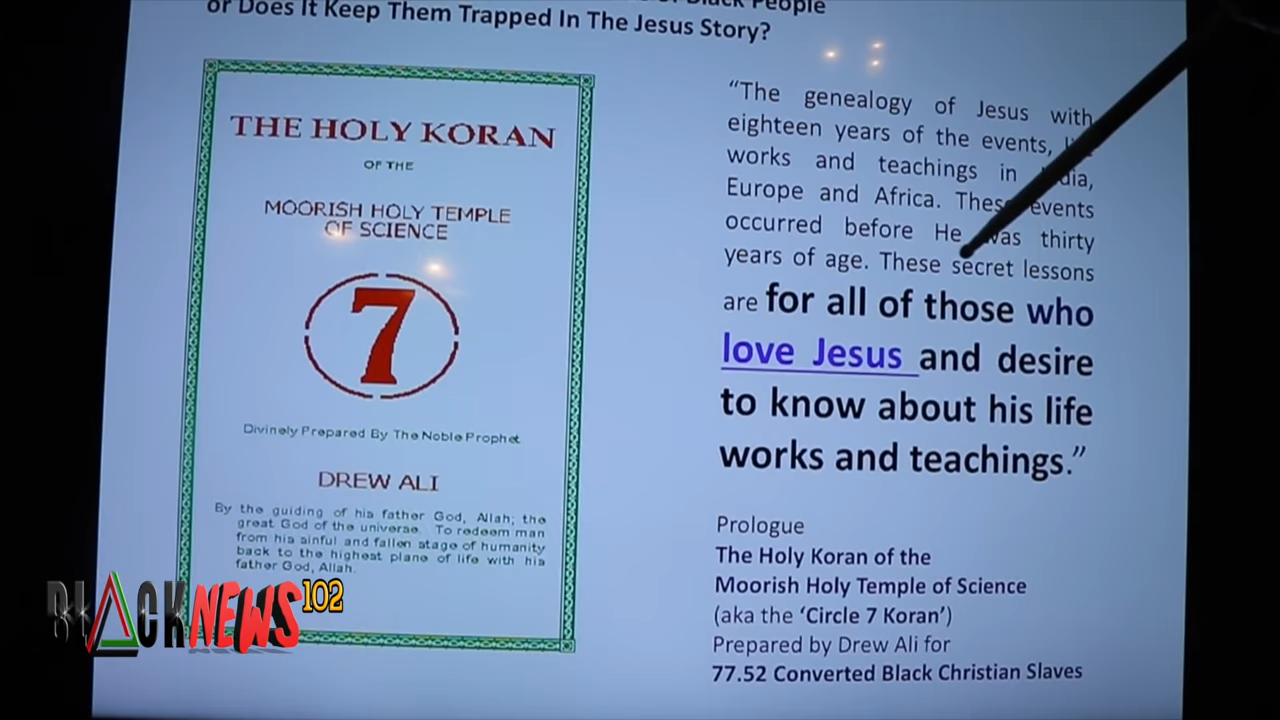 Black People
or Does It Keep Them Trapped In The Jesus Story?
THE HOLY KORAN
OF THE
MOORISH HOLY TEMPLE
OF SCIENCE
7
Divinely Prepared By The Noble Prophet
DREW ALI
By the guiding of his father God, Allah; the
great God of the universe. To redeem man
from his sinful and fallen stage of humanity
back to the highest plane of life with his
father God, Allah.
“The genealogy of Jesus with
eighteen years of the events,
works and teachings in India,
Europe and Africa. These events
occurred before He was thirty
years of age. These secret lessons
are for all of those who
love Jesus and desire
to know about his life
works and teachings.”
Prologue
The Holy Koran of the
Moorish Holy Temple of Science
(aka the ‘Circle 7 Koran’)
Prepared by Drew Ali for
77.52 Converted Black Christian Slaves
BLACK NEWS 102